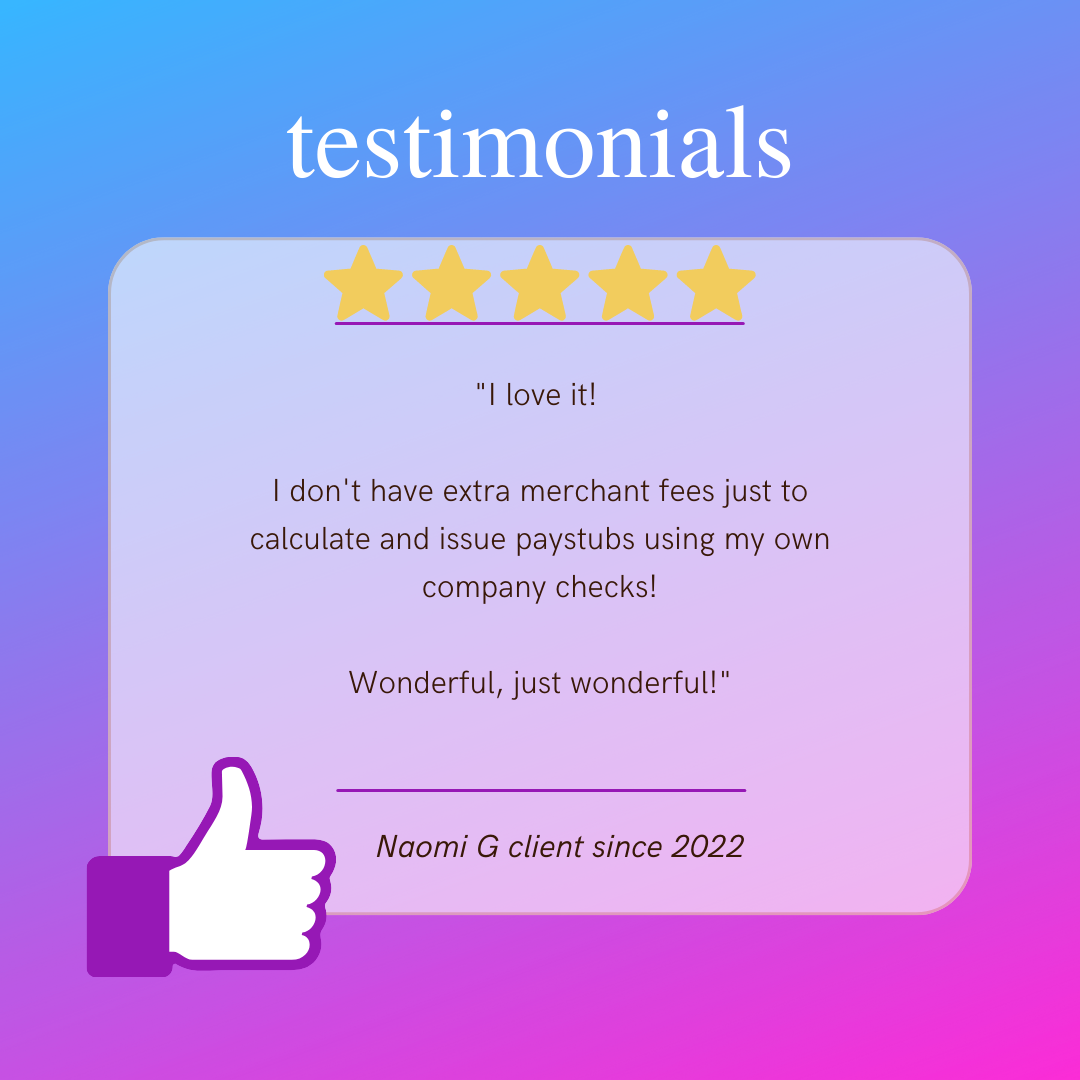 testimonials
"I love it!
I don't have extra merchant fees just to
calculate and issue paystubs using my own
company checks!
Wonderful, just wonderful!"
Naomi G client since 2022